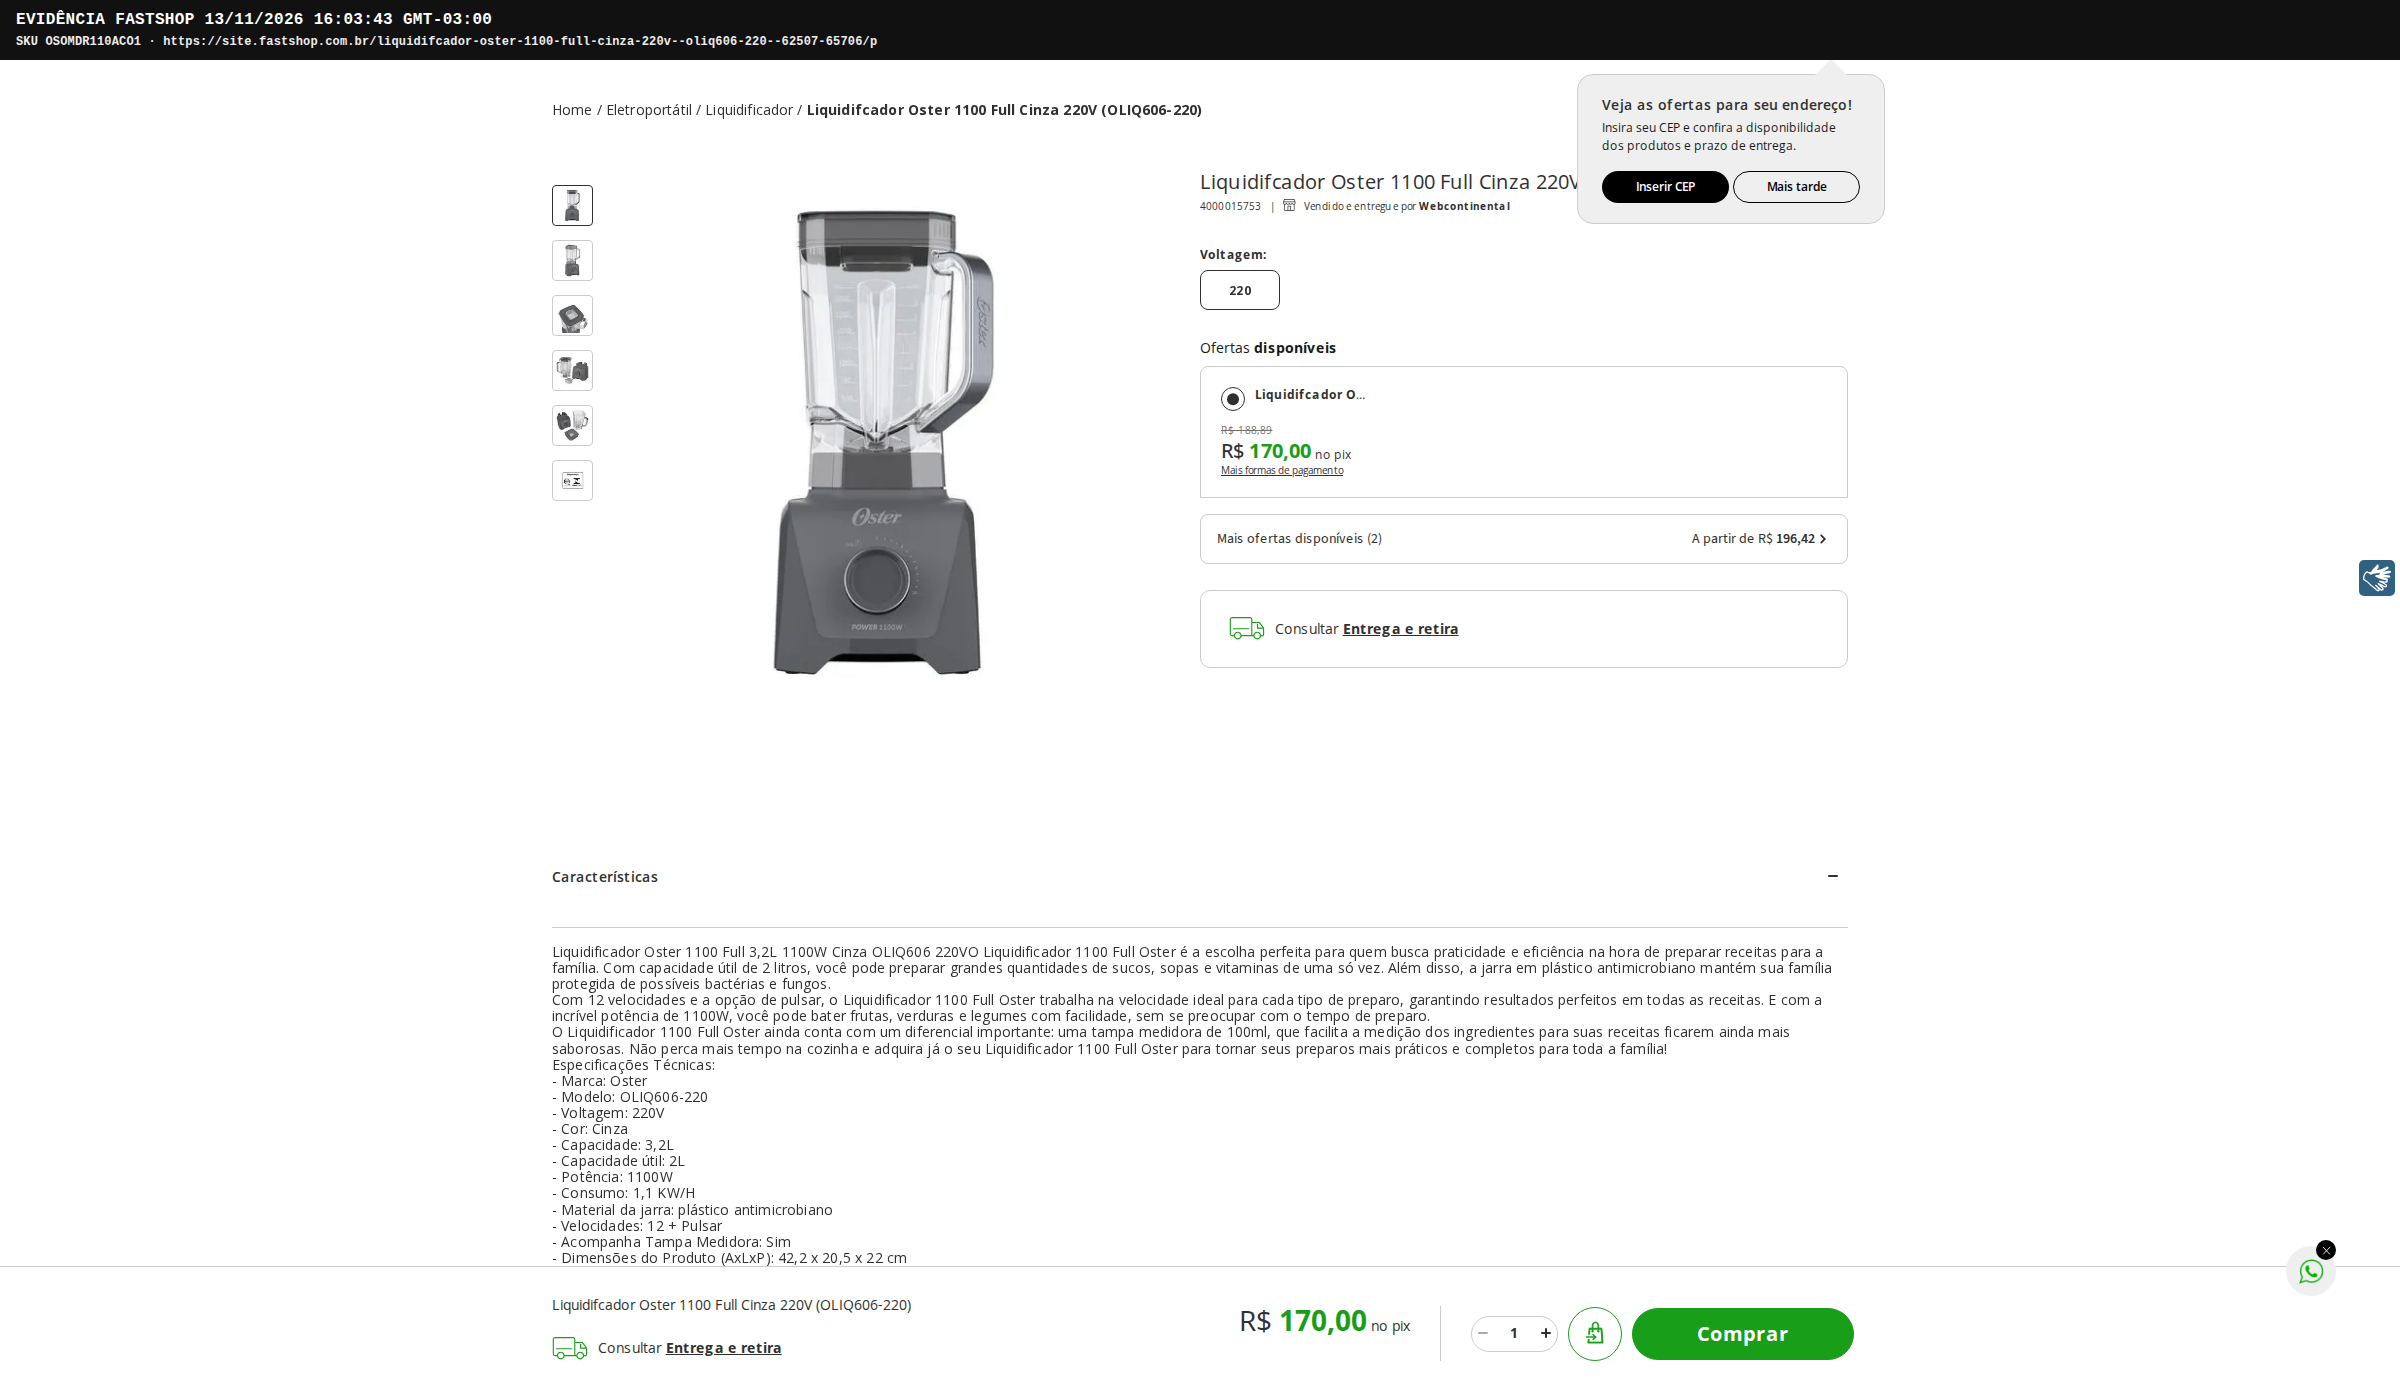 EVIDÊNCIA FASTSHOP 13/11/2026 16:03:43 GMT-03:00
SKU OSOMDR110ACO1 · https://site.fastshop.com.br/liquidifcador-oster-1100-full-cinza-220v--oliq606-220--62507-65706/p
Home / Eletroportátil / Liquidificador / Liquidifcador Oster 1100 Full Cinza 220V (OLIQ606-220)
Veja as ofertas para seu endereço!
Insira seu CEP e confira a disponibilidade
dos produtos e prazo de entrega.
Inserir CEP
Mais tarde
Liquidifcador Oster 1100 Full Cinza 220V
4000015753 | Vendido e entregue por Webcontinental
Voltagem:
220
Ofertas disponíveis
Liquidifcador O...
R$ 188,89
R$ 170,00 no pix
Mais formas de pagamento
Mais ofertas disponíveis (2)
A partir de R$ 196,42
Consultar Entrega e retira
Oster
Oster
POWER 1100W
Características
Liquidificador Oster 1100 Full 3,2L 1100W Cinza OLIQ606 220VO Liquidificador 1100 Full Oster é a escolha perfeita para quem busca praticidade e eficiência na hora de preparar receitas para a
família. Com capacidade útil de 2 litros, você pode preparar grandes quantidades de sucos, sopas e vitaminas de uma só vez. Além disso, a jarra em plástico antimicrobiano mantém sua família
protegida de possíveis bactérias e fungos.
Com 12 velocidades e a opção de pulsar, o Liquidificador 1100 Full Oster trabalha na velocidade ideal para cada tipo de preparo, garantindo resultados perfeitos em todas as receitas. E com a
incrível potência de 1100W, você pode bater frutas, verduras e legumes com facilidade, sem se preocupar com o tempo de preparo.
O Liquidificador 1100 Full Oster ainda conta com um diferencial importante: uma tampa medidora de 100ml, que facilita a medição dos ingredientes para suas receitas ficarem ainda mais
saborosas. Não perca mais tempo na cozinha e adquira já o seu Liquidificador 1100 Full Oster para tornar seus preparos mais práticos e completos para toda a família!
Especificações Técnicas:
- Marca: Oster
- Modelo: OLIQ606-220
- Voltagem: 220V
- Cor: Cinza
- Capacidade: 3,2L
- Capacidade útil: 2L
- Potência: 1100W
- Consumo: 1,1 KW/H
- Material da jarra: plástico antimicrobiano
- Velocidades: 12 + Pulsar
- Acompanha Tampa Medidora: Sim
- Dimensões do Produto (AxLxP): 42,2 x 20,5 x 22 cm
Liquidifcador Oster 1100 Full Cinza 220V (OLIQ606-220)
Consultar Entrega e retira
R$ 170,00 no pix
- 1 +
Comprar